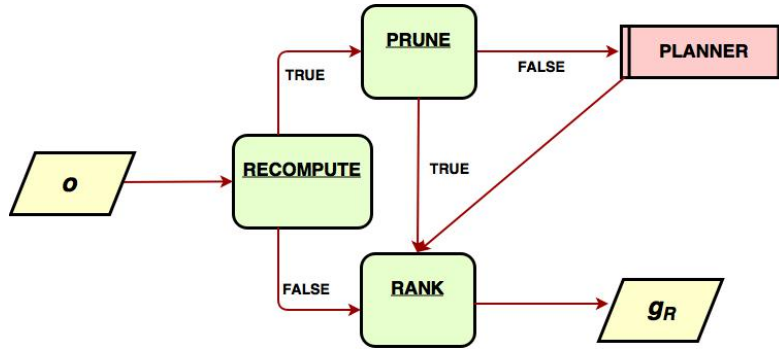 PRUNE
PLANNER
TRUE
FALSE
o
RECOMPUTE
TRUE
FALSE
RANK
gR